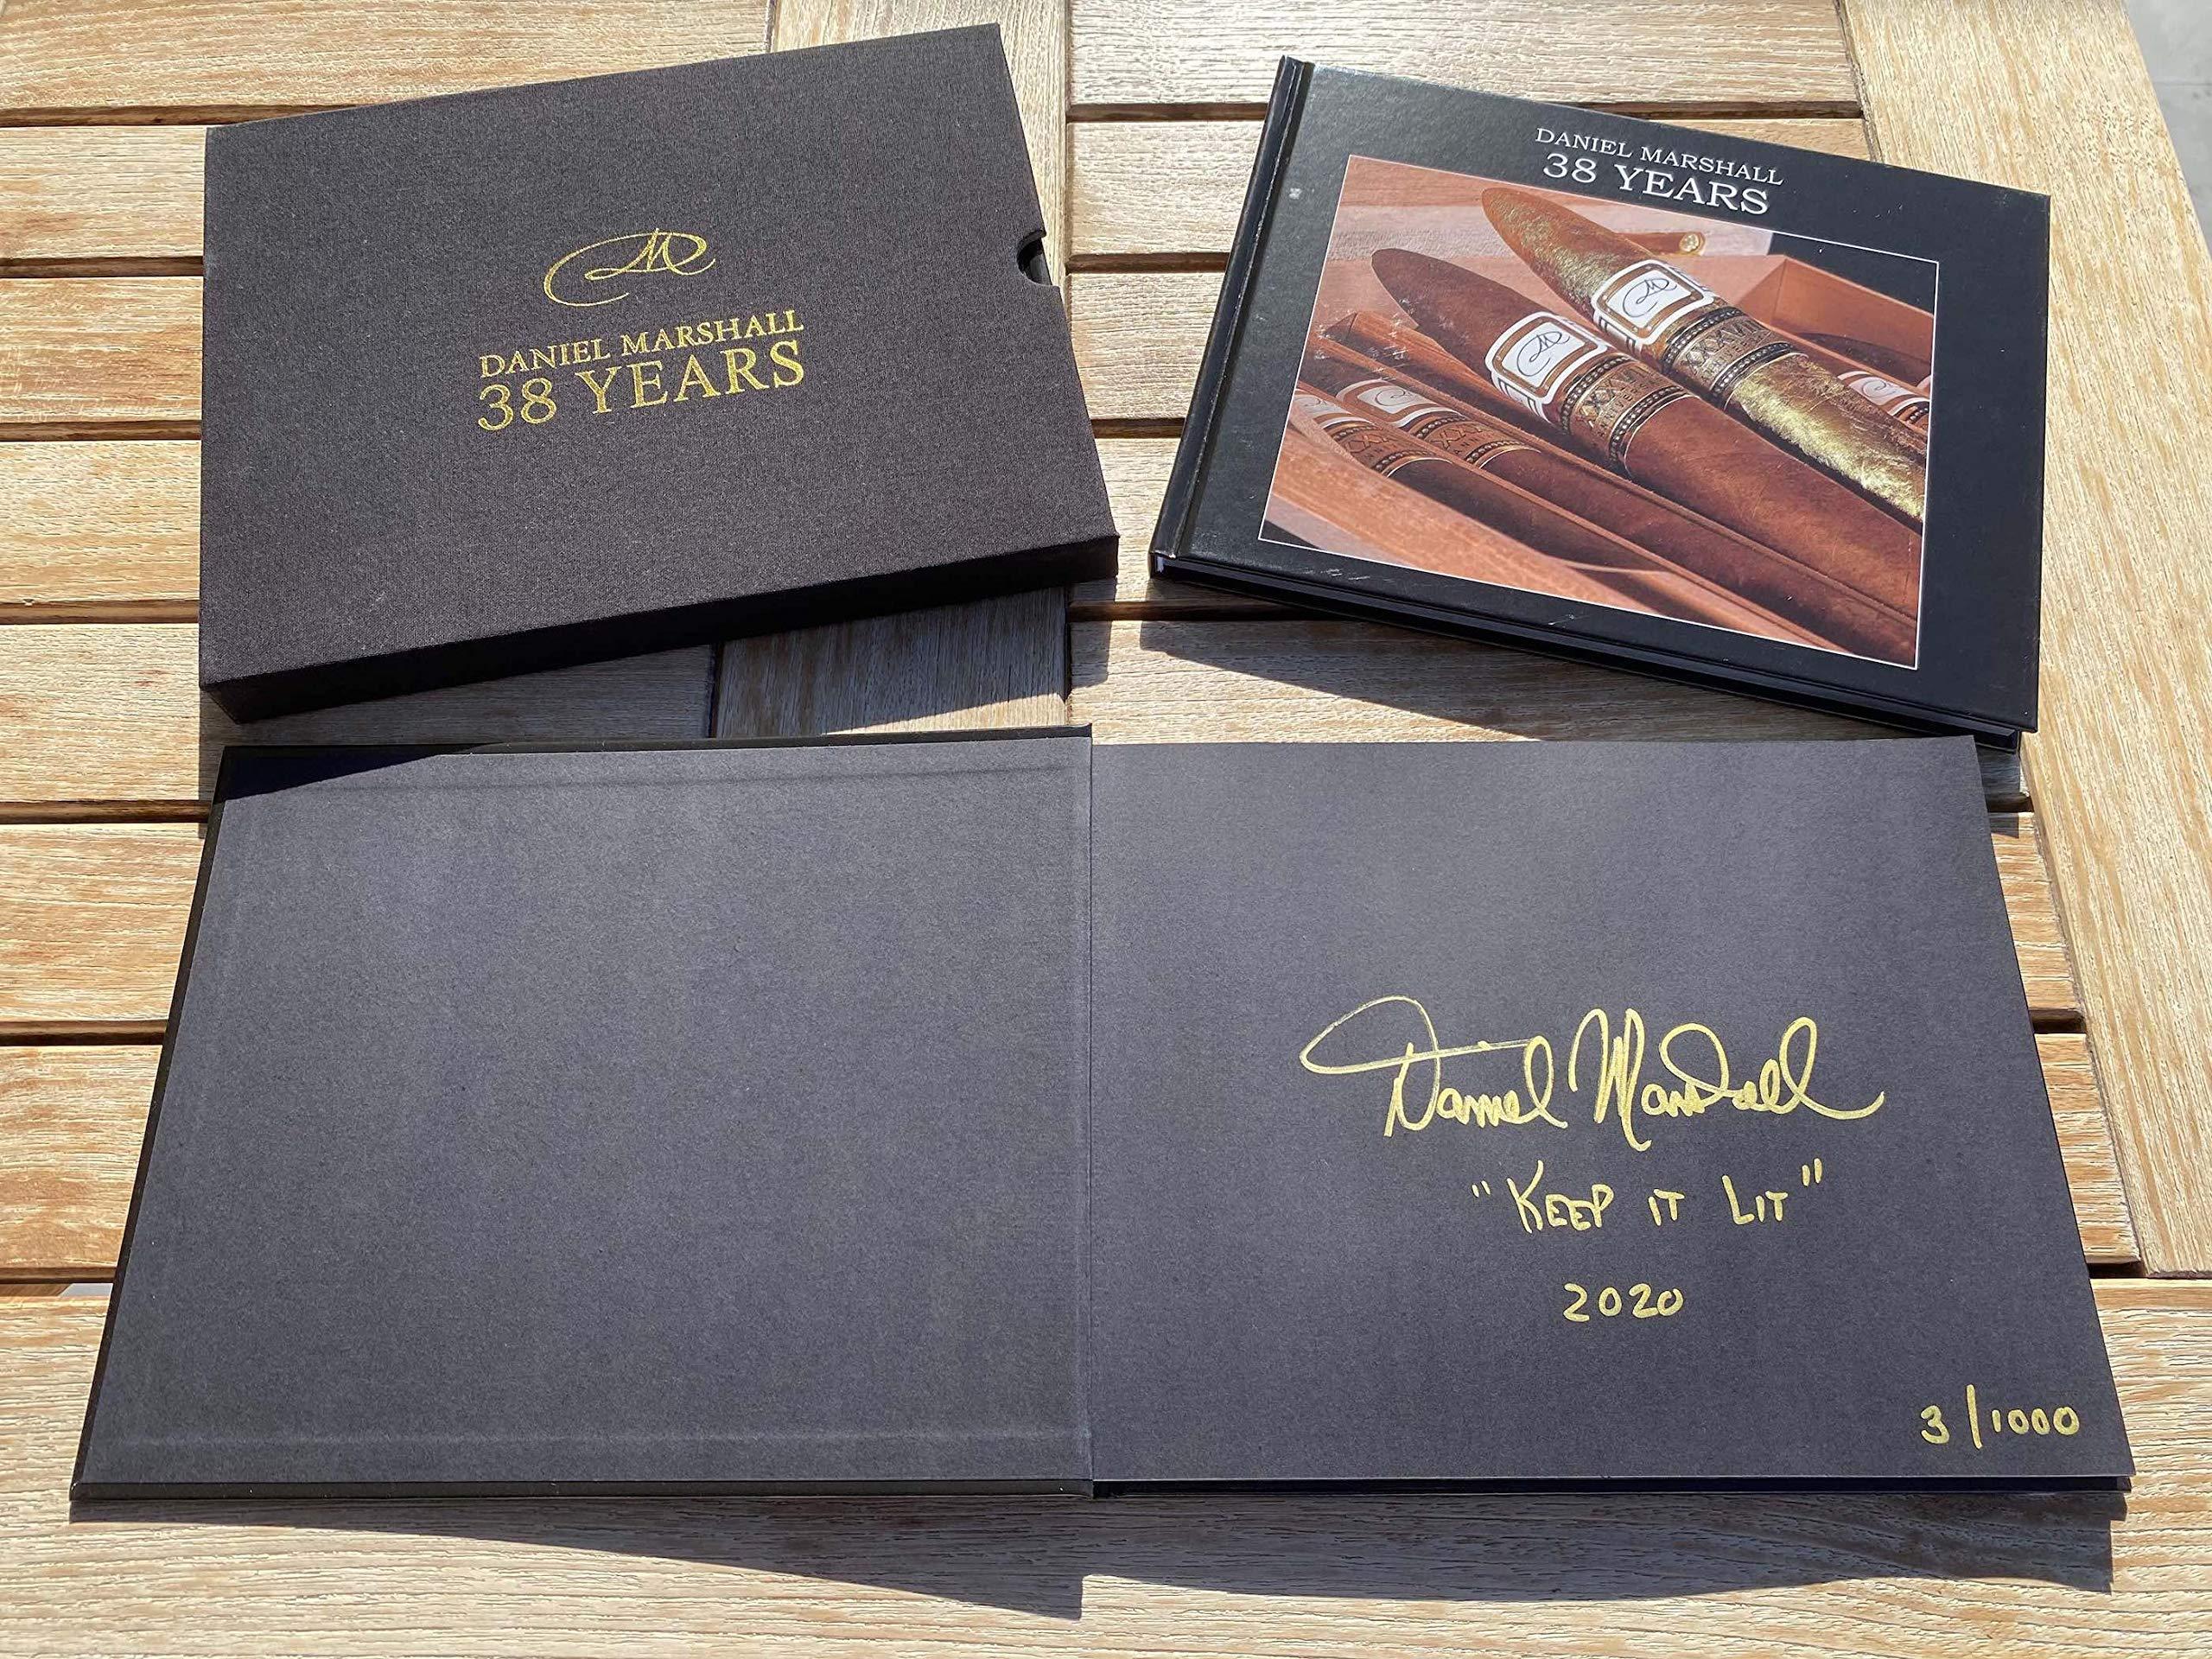 DANIEL MARSHALL
38 YEARS
DANIEL MARSHALL
38 YEARS
Daniel Marshall
"KEEP IT LIT"
2020
3/1000